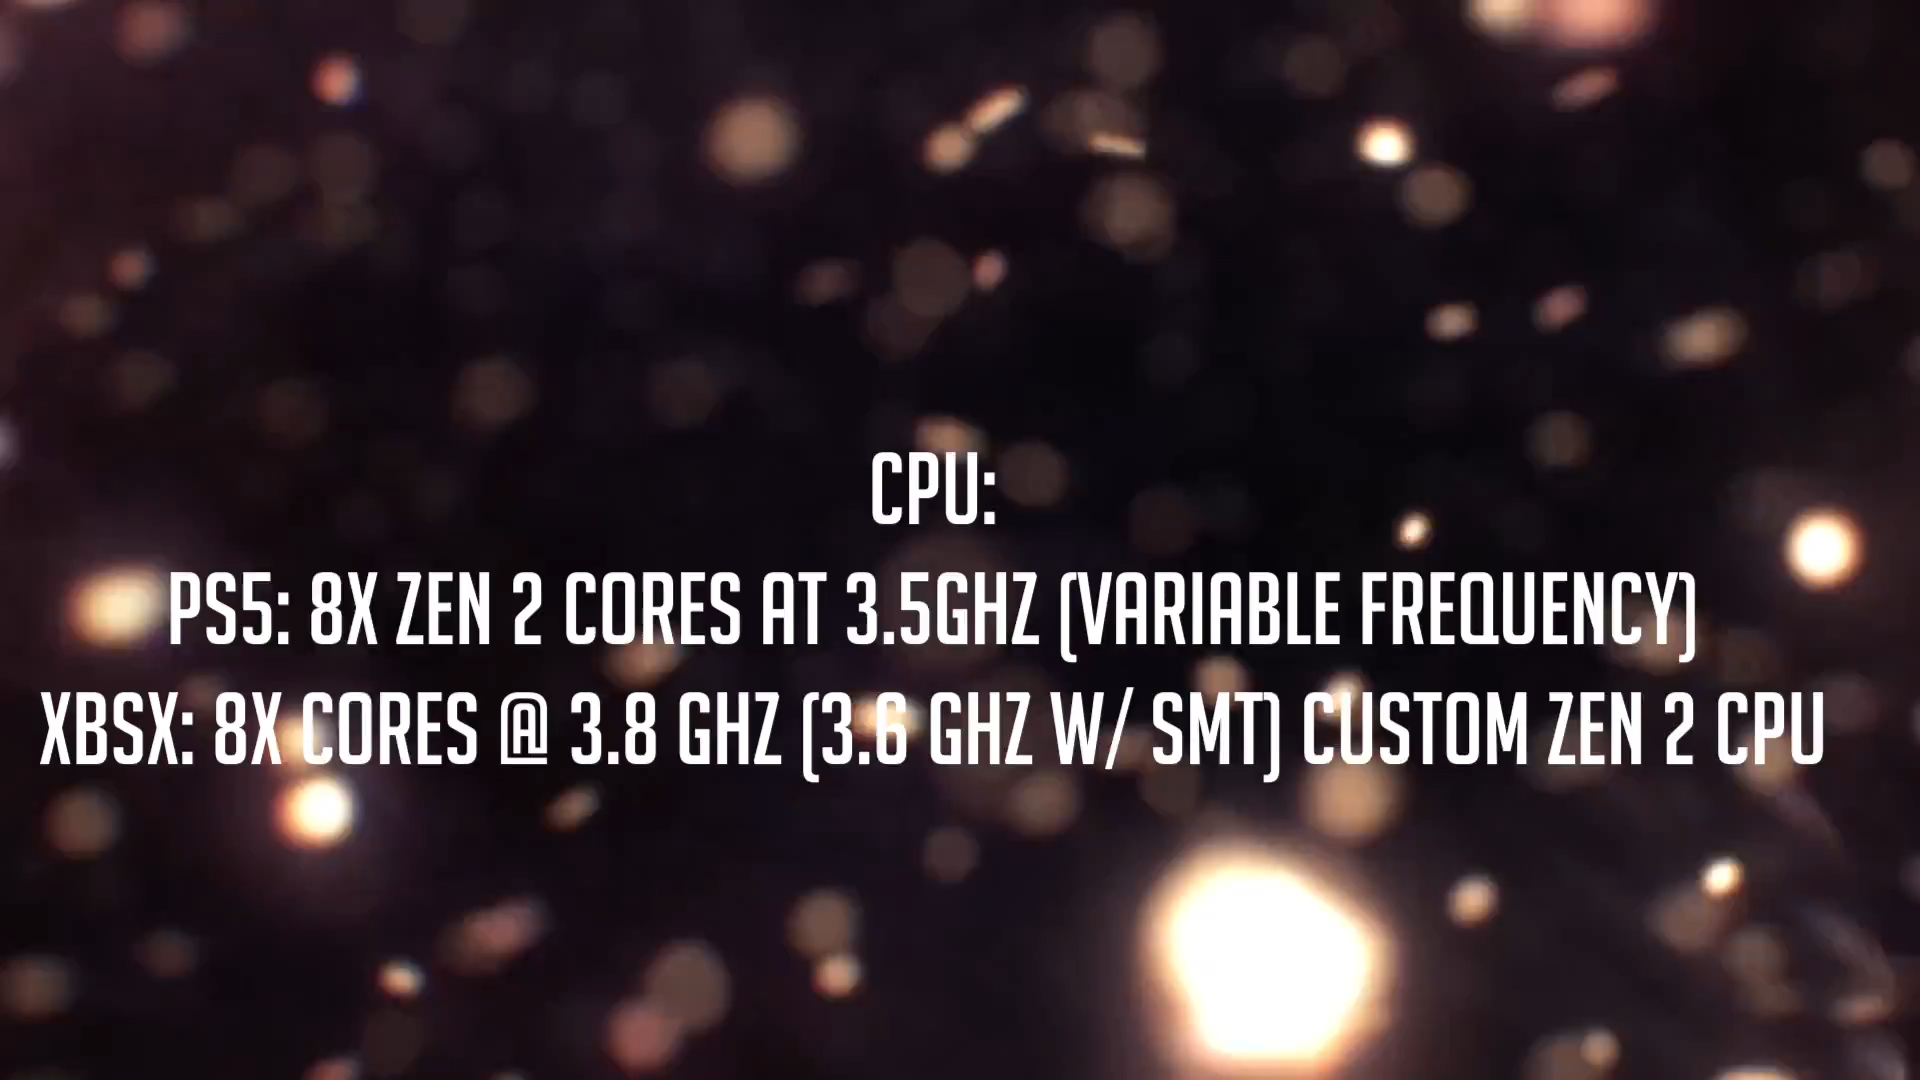 CPU:
PS5: 8X ZEN 2 CORES AT 3.5GHZ (VARIABLE FREQUENCY)
XBSX: 8X CORES @ 3.8 GHZ (3.6 GHZ W/ SMT) CUSTOM ZEN 2 CPU